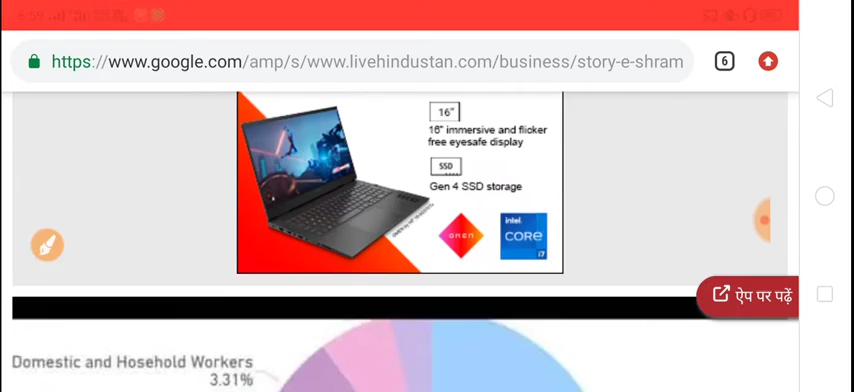 6:59
https://www.google.com/amp/s/www.livehindustan.com/business/story-e-shram
6
16"
16" immersive and flicker
free eyesafe display
SSD
Gen 4 SSD storage
OMEN
intel.
CORE
i7
ऐप पर पढ़ें
Domestic and Hosehold Workers
3.31%